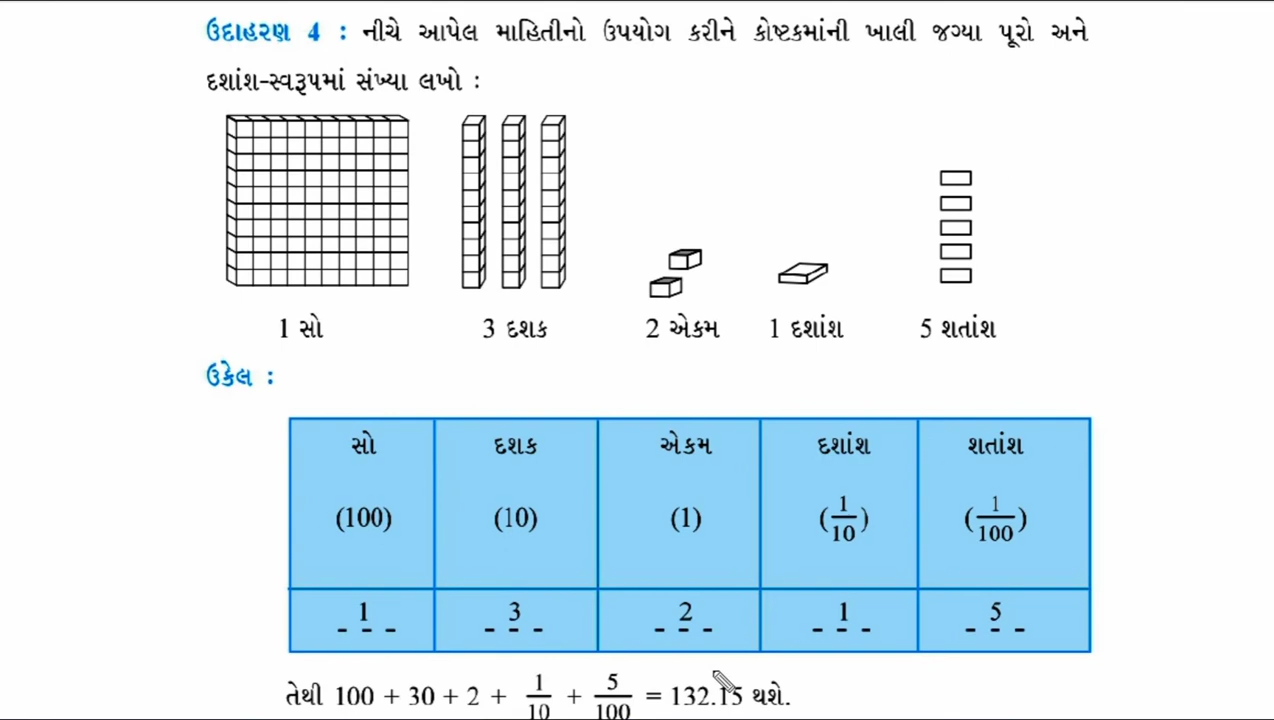 ઉદાહરણ 4 : નીચે આપેલ માહિતીનો ઉપયોગ કરીને કોષ્ટકમાંની ખાલી જગ્યા પૂરો અને
દશાંશ-સ્વરૂપમાં સંખ્યા લખો :
1 સો 3 દશક 2 એકમ 1 દશાંશ 5 શતાંશ
ઉકેલ :
સો દશક એકમ દશાંશ શતાંશ
(100) (10) (1) (1/10) (1/100)
1 3 2 1 5
- - - - - - - - - - - - - - -
તેથી 100 + 30 + 2 + 1/10 + 5/100 = 132.15 થશે.